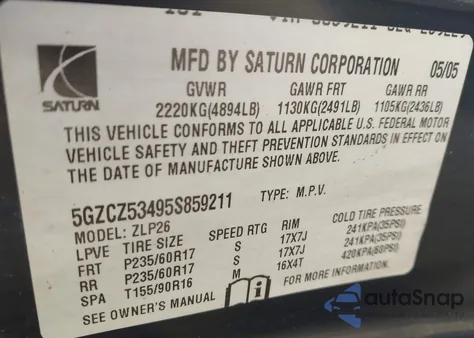 MFD BY SATURN CORPORATION 05/05
SATURN
GVWR GAWR FRT GAWR RR
2220KG(4894LB) 1130KG(2491LB) 1105KG(2436LB)
THIS VEHICLE CONFORMS TO ALL APPLICABLE U.S. FEDERAL MOTOR
VEHICLE SAFETY AND THEFT PREVENTION STANDARDS IN EFFECT ON
THE DATE OF MANUFACTURE SHOWN ABOVE.
5GZCZ53495S859211 TYPE: M.P.V.
MODEL: ZLP26
LPVE TIRE SIZE SPEED RTG RIM COLD TIRE PRESSURE
FRT P235/60R17 S 17X7J 241KPA(35PSI)
RR P235/60R17 S 17X7J 241KPA(35PSI)
SPA T155/90R16 M 16X4T 420KPA(60PSI)
SEE OWNER'S MANUAL FOR MORE INFORMATION.
autoSnap